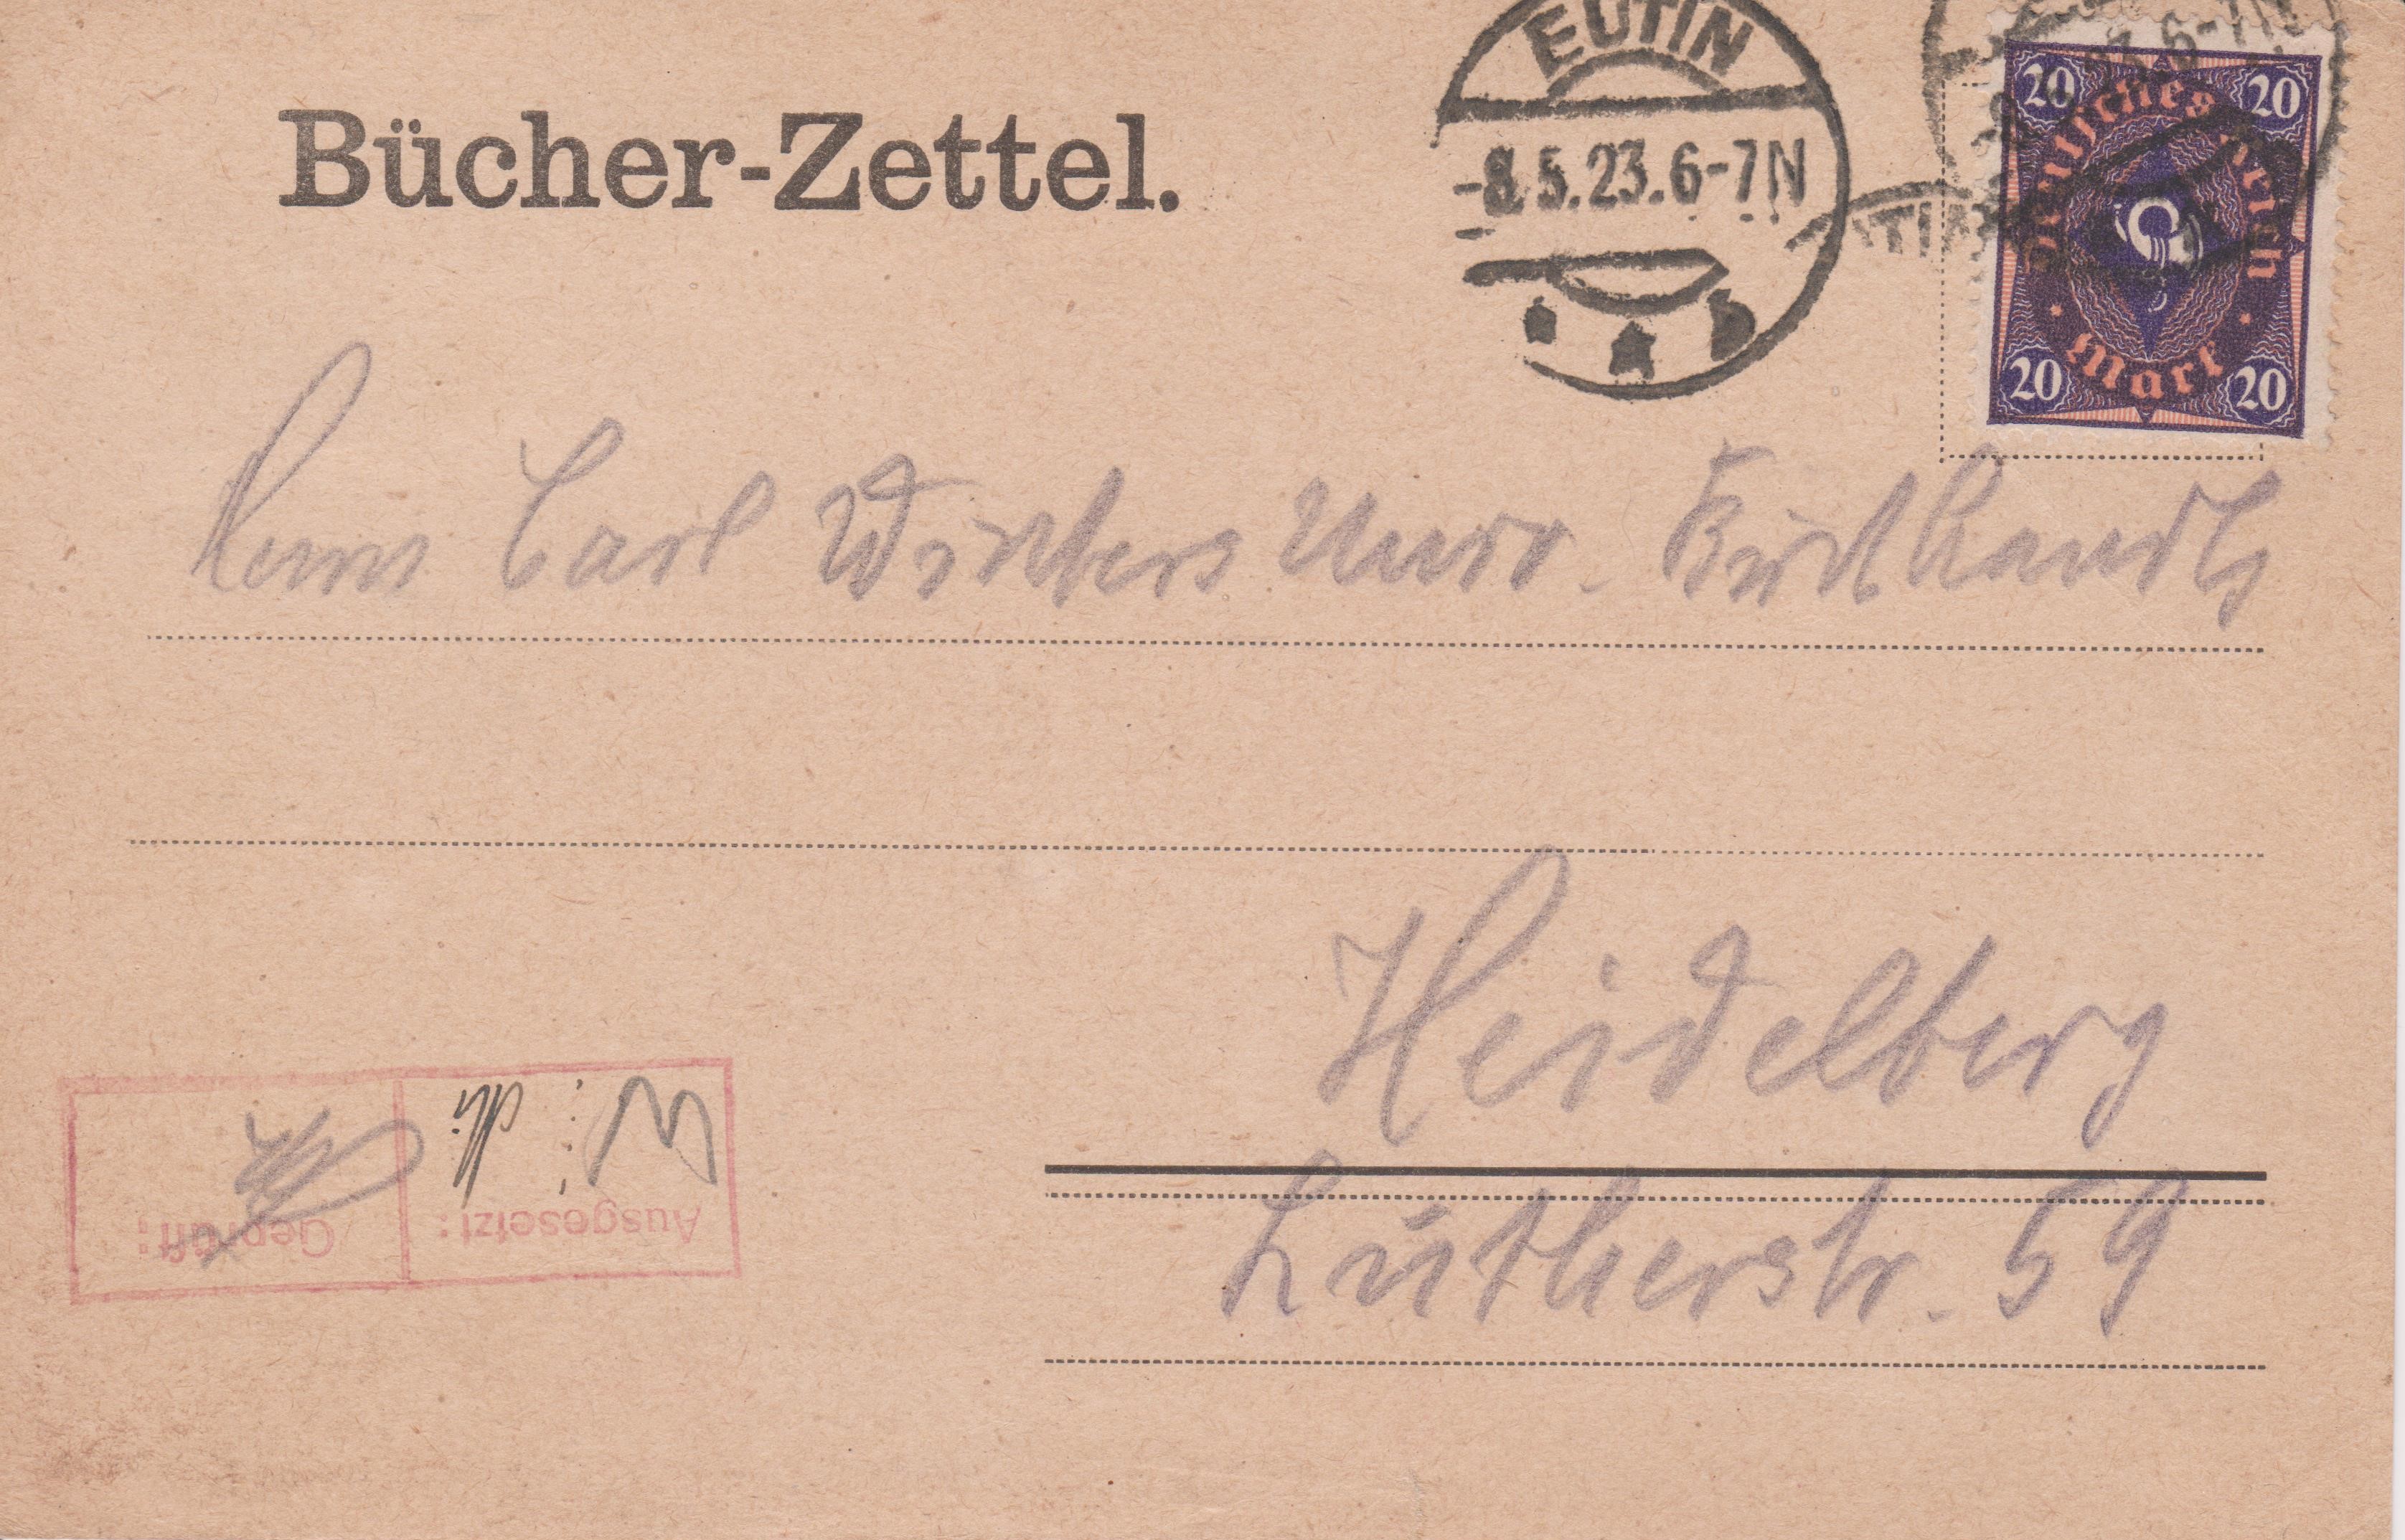 EUTIN
-8.5.23.6-7N
20 20
Deutsches Reich
Mark
20 20
Bücher-Zettel.
Herrn Carl Winters Univ. Buchhandlg
Heidelberg
Lutherstr. 59
Ausgesetzt:
Geprüft: